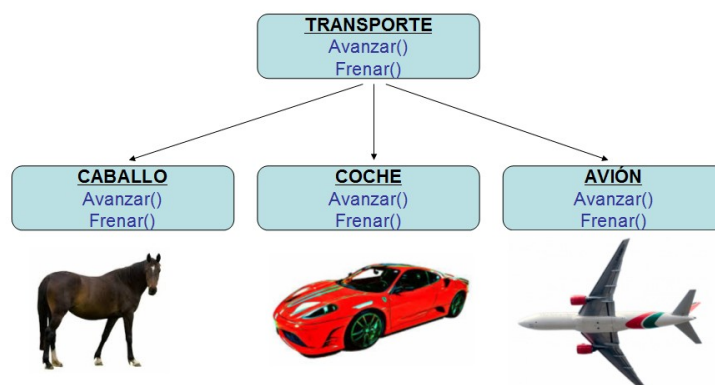 TRANSPORTE
Avanzar()
Frenar()
CABALLO
Avanzar()
Frenar()
COCHE
Avanzar()
Frenar()
AVIÓN
Avanzar()
Frenar()